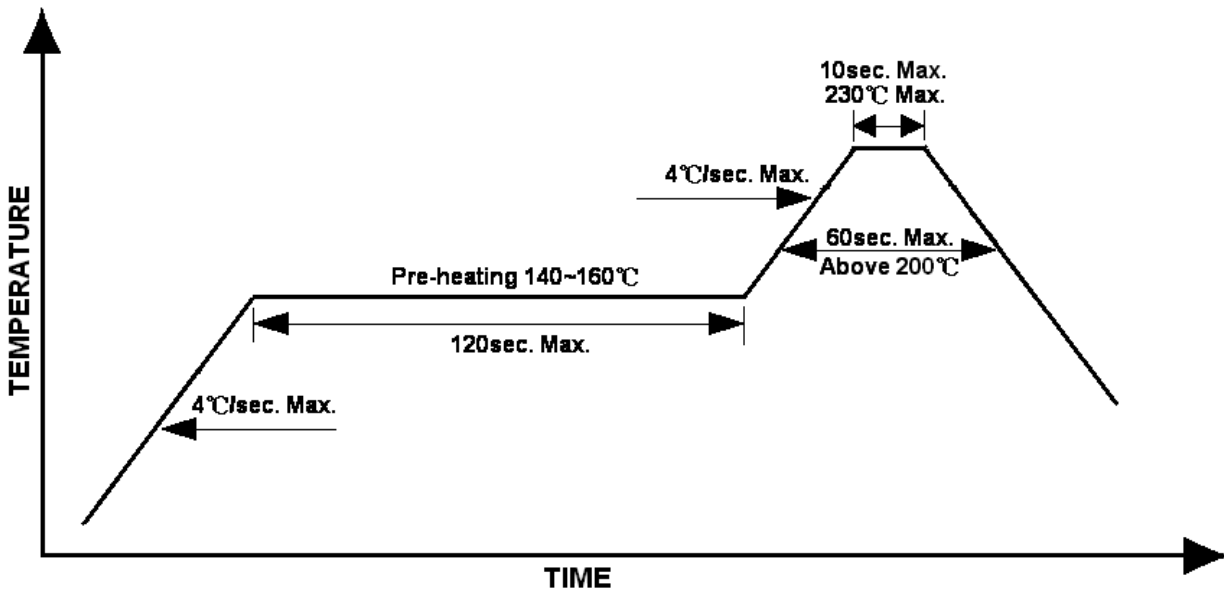 10sec. Max.
230℃ Max.
4℃/sec. Max.
60sec. Max.
Above 200℃
Pre-heating 140~160℃
120sec. Max.
4℃/sec. Max.
TEMPERATURE
TIME